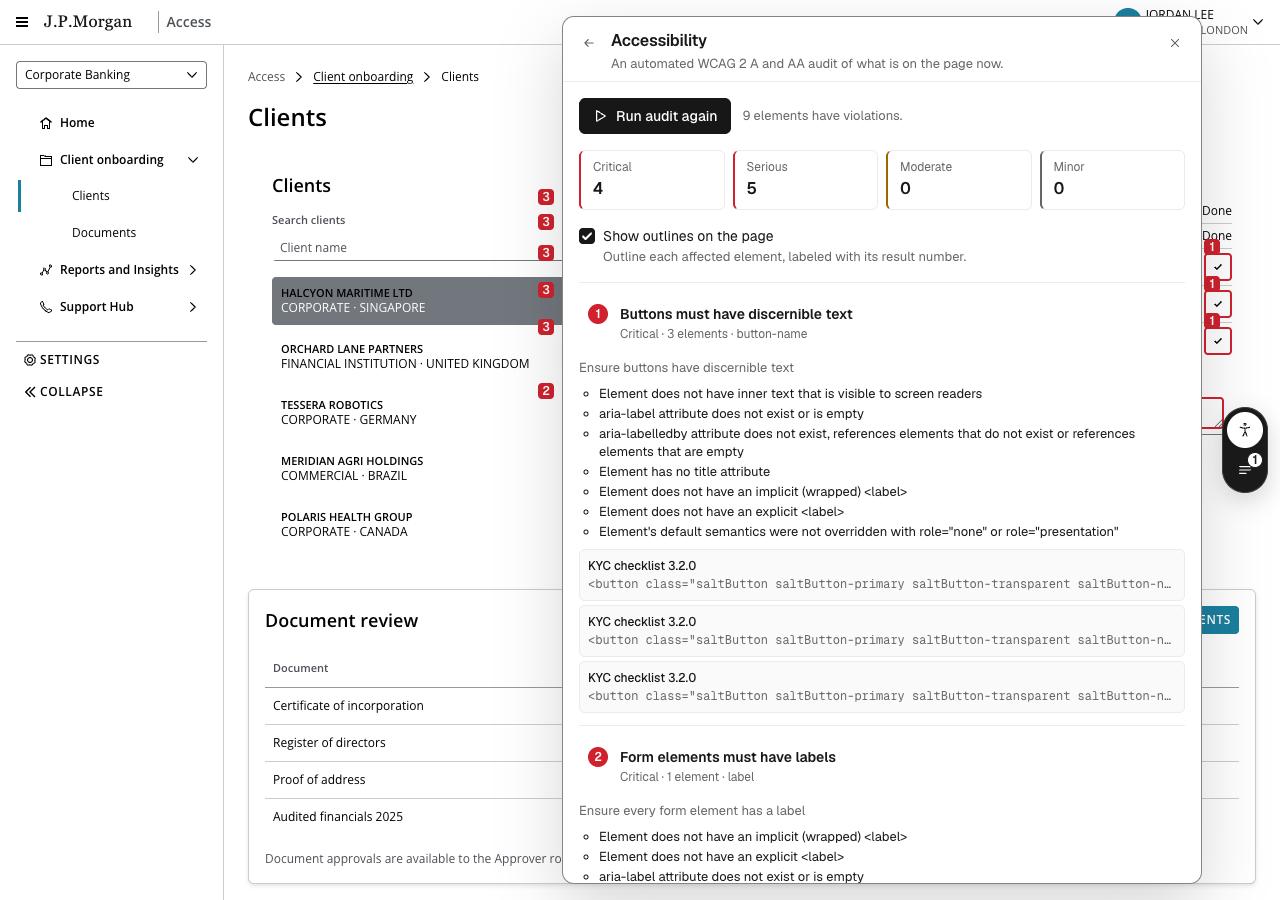 J.P.Morgan
Access
JORDAN LEE
LONDON
Corporate Banking
Home
Client onboarding
Clients
Documents
Reports and Insights
Support Hub
SETTINGS
COLLAPSE
Access
Client onboarding
Clients
Clients
Clients
Search clients
Client name
HALCYON MARITIME LTD
CORPORATE · SINGAPORE
ORCHARD LANE PARTNERS
FINANCIAL INSTITUTION · UNITED KINGDOM
TESSERA ROBOTICS
CORPORATE · GERMANY
MERIDIAN AGRI HOLDINGS
COMMERCIAL · BRAZIL
POLARIS HEALTH GROUP
CORPORATE · CANADA
3
3
3
3
3
2
Document review
Document
Certificate of incorporation
Register of directors
Proof of address
Audited financials 2025
Document approvals are available to the Approver ro
Accessibility
An automated WCAG 2 A and AA audit of what is on the page now.
Run audit again
9 elements have violations.
Critical
4
Serious
5
Moderate
0
Minor
0
Show outlines on the page
Outline each affected element, labeled with its result number.
1
Buttons must have discernible text
Critical · 3 elements · button-name
Ensure buttons have discernible text
Element does not have inner text that is visible to screen readers
aria-label attribute does not exist or is empty
aria-labelledby attribute does not exist, references elements that do not exist or references
elements that are empty
Element has no title attribute
Element does not have an implicit (wrapped) <label>
Element does not have an explicit <label>
Element's default semantics were not overridden with role="none" or role="presentation"
KYC checklist 3.2.0
<button class="saltButton saltButton-primary saltButton-transparent saltButton-n…
KYC checklist 3.2.0
<button class="saltButton saltButton-primary saltButton-transparent saltButton-n…
KYC checklist 3.2.0
<button class="saltButton saltButton-primary saltButton-transparent saltButton-n…
2
Form elements must have labels
Critical · 1 element · label
Ensure every form element has a label
Element does not have an implicit (wrapped) <label>
Element does not have an explicit <label>
aria-label attribute does not exist or is empty
Done
Done
1
1
1
1
ENTS